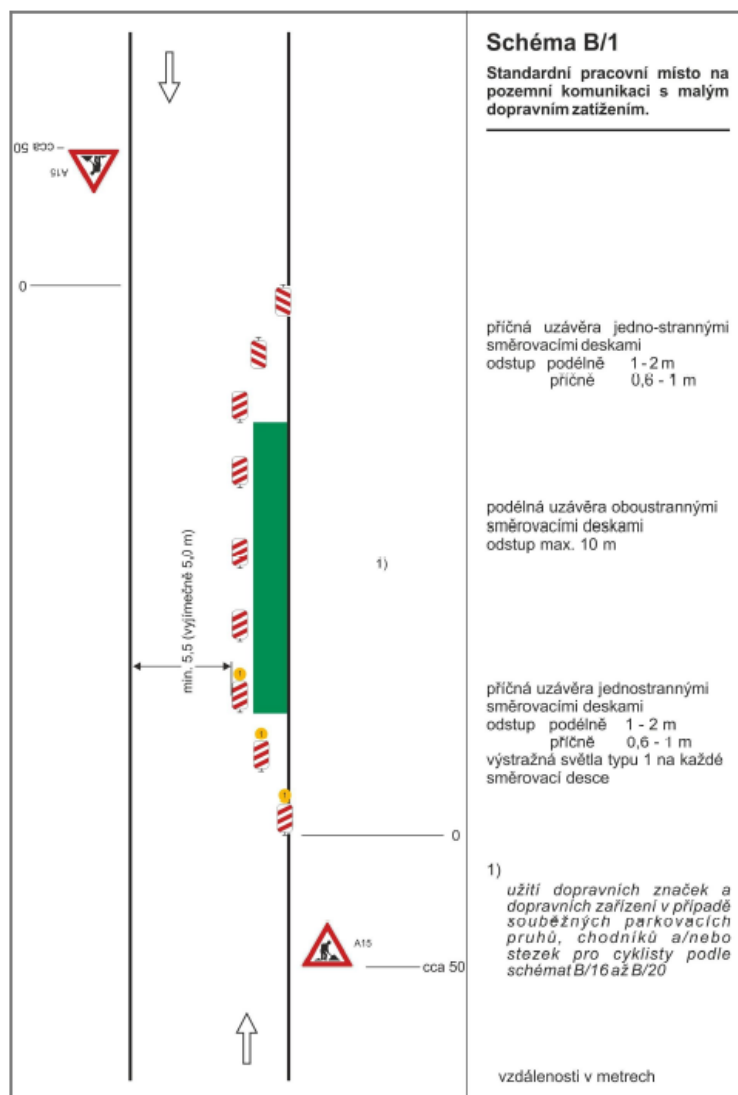 Schéma B/1
Standardní pracovní místo na
pozemní komunikaci s malým
dopravním zatížením.
cca 50
A15
0
příčná uzávěra jedno-strannými
směrovacími deskami
odstup podélně 1-2 m
příčně 0,6 - 1 m
podélná uzávěra oboustrannými
směrovacími deskami
odstup max. 10 m
1)
min. 5,5 (vyjímečně 5,0 m)
1
příčná uzávěra jednostrannými
směrovacími deskami
odstup podélně 1 - 2 m
příčně 0,6 - 1 m
výstražná světla typu 1 na každé
směrovací desce
1
1
0
1)
užití dopravních značek a
dopravních zařízení v případě
souběžných parkovacích
pruhů, chodníků a/nebo
stezek pro cyklisty podle
schémat B/16 až B/20
A15
cca 50
vzdálenosti v metrech